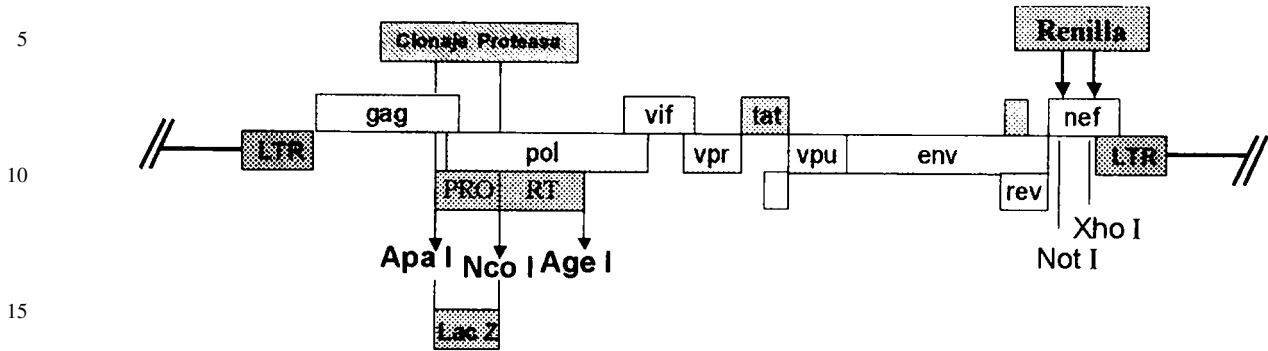 5
Clonaje Proteasa
Renilla
gag
vif
tat
nef
LTR
pol
vpr
vpu
env
LTR
10
PRO
RT
rev
Apa I
Nco I
Age I
Xho I
Not I
15
Lac Z